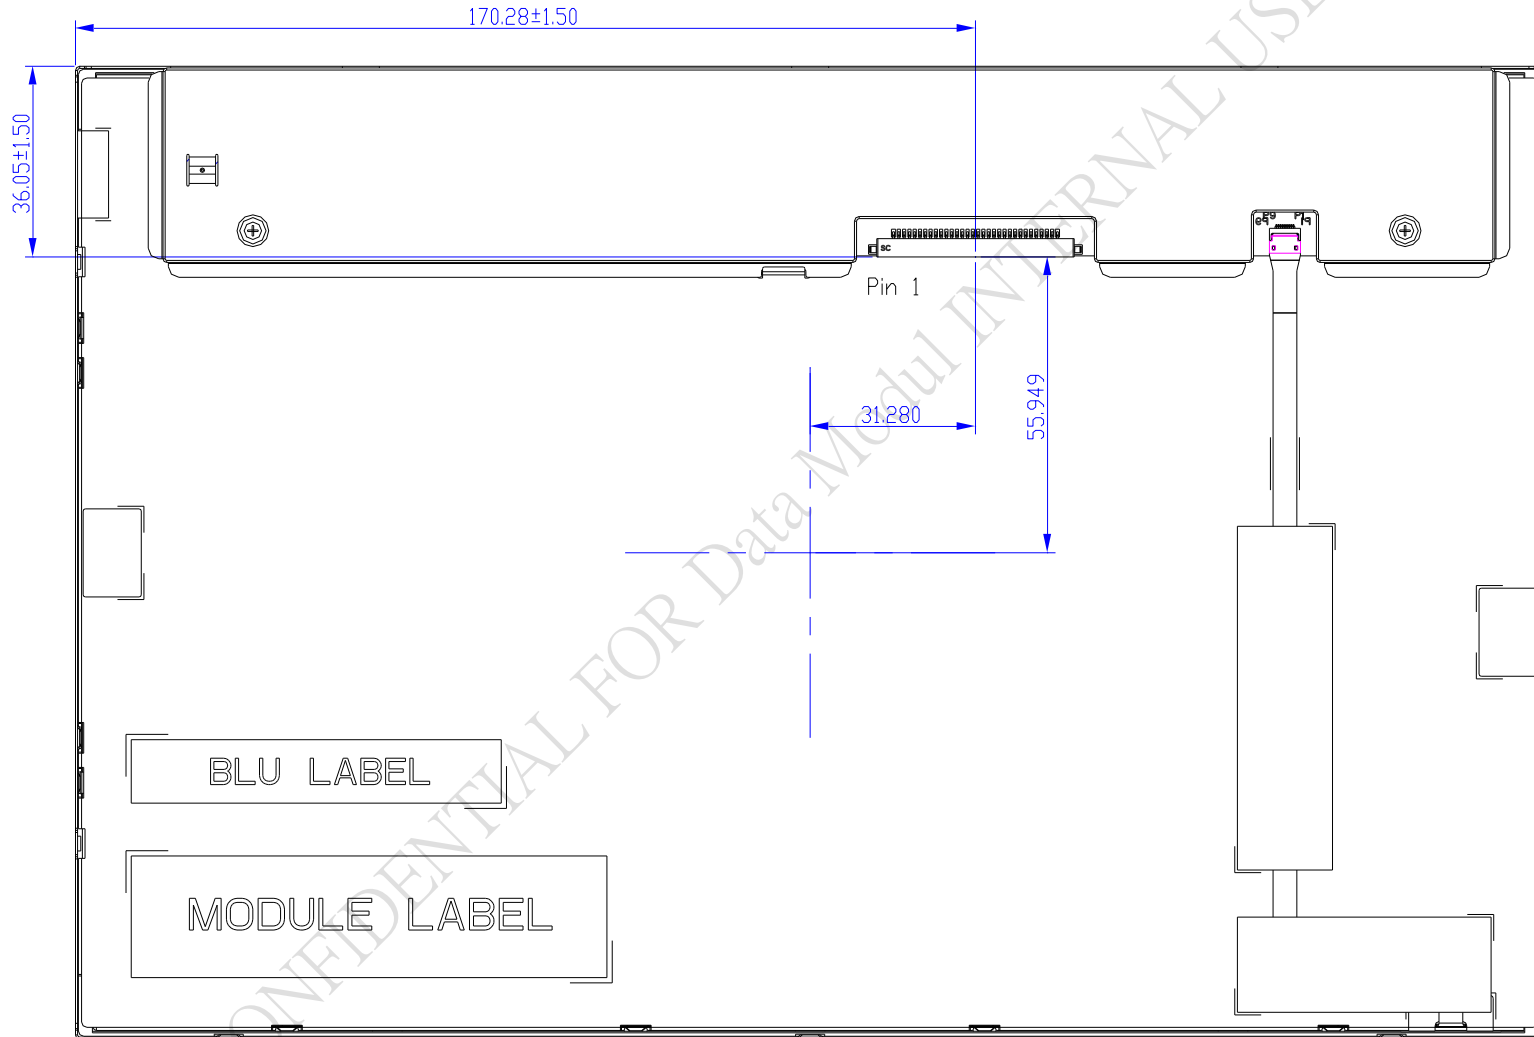 170.28±1.50
36.05±1.50
SC
Pin 1
31.280
55.949
BLU LABEL
MODULE LABEL
CONFIDENTIAL FOR Data Modul INTERNAL USE